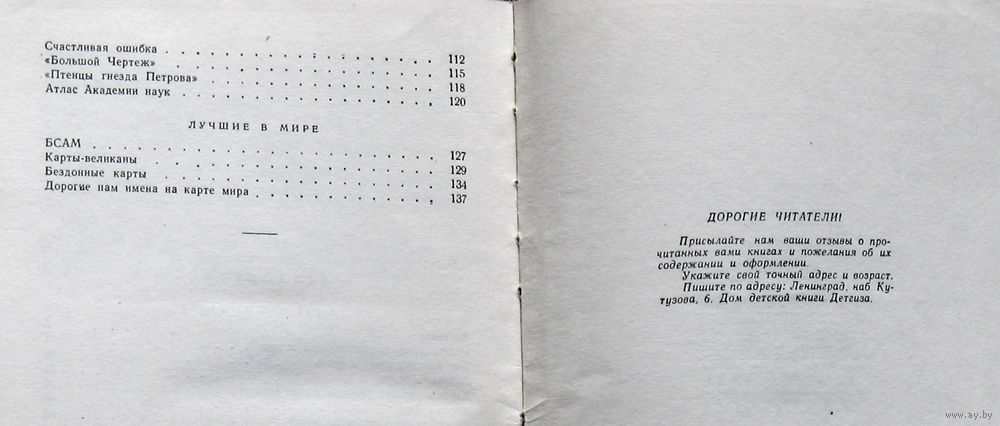 Счастливая ошибка . . . . . . . . . . . . . . . . 112
«Большой Чертеж» . . . . . . . . . . . . . . . . 115
«Птенцы гнезда Петрова» . . . . . . . . . . . . . . 118
Атлас Академии наук . . . . . . . . . . . . . . . . 120
ЛУЧШИЕ В МИРЕ
БСАМ . . . . . . . . . . . . . . . . . . . . 127
Карты-великаны . . . . . . . . . . . . . . . . . 129
Бездонные карты . . . . . . . . . . . . . . . . . 134
Дорогие нам имена на карте мира . . . . . . . . . . . 137
ДОРОГИЕ ЧИТАТЕЛИ!
Присылайте нам ваши отзывы о про-
читанных вами книгах и пожелания об их
содержании и оформлении.
Укажите свой точный адрес и возраст.
Пишите по адресу: Ленинград, наб Ку-
тузова, 6. Дом детской книги Детгиза.
www.ay.by